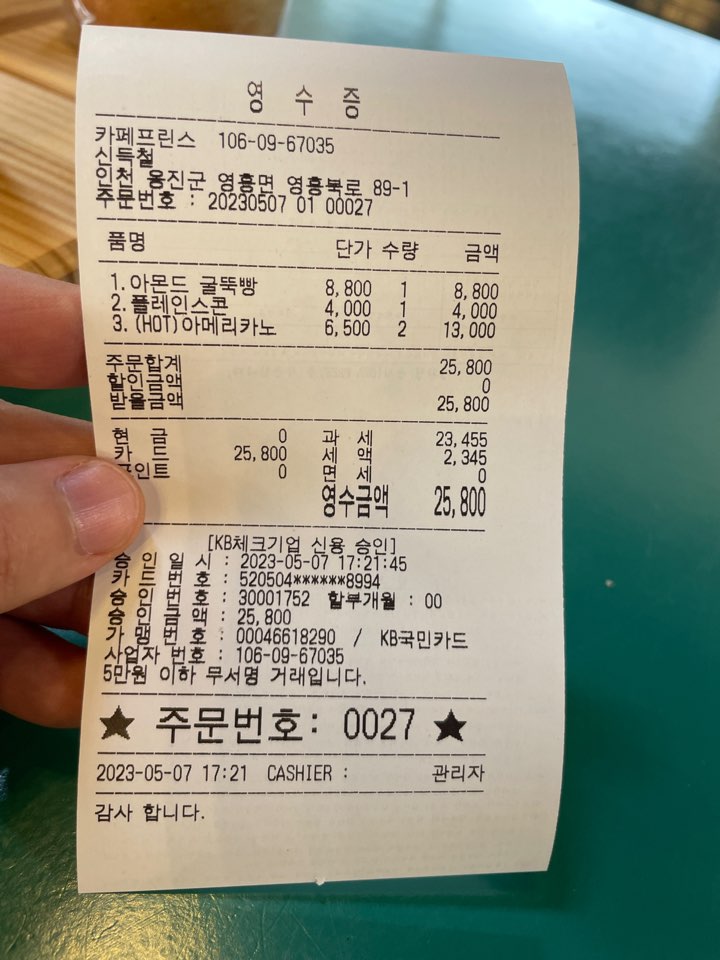 영 수 증
카페프린스 106-09-67035
신득철
인천 옹진군 영흥면 영흥북로 89-1
주문번호 : 20230507 01 00027
품명 단가 수량 금액
1.아몬드 굴뚝빵 8,800 1 8,800
2.플레인스콘 4,000 1 4,000
3.(HOT)아메리카노 6,500 2 13,000
주문합계 25,800
할인금액 0
받을금액 25,800
현 금 0 과 세 23,455
카 드 25,800 세 액 2,345
포인트 0 면 세 0
영수금액 25,800
[KB체크기업 신용 승인]
승 인 일 시 : 2023-05-07 17:21:45
카 드 번 호 : 520504******8994
승 인 번 호 : 30001752 할부개월 : 00
승 인 금 액 : 25,800
가 맹 번 호 : 00046618290 / KB국민카드
사업자 번호 : 106-09-67035
5만원 이하 무서명 거래입니다.
★ 주문번호: 0027 ★
2023-05-07 17:21 CASHIER : 관리자
감사 합니다.